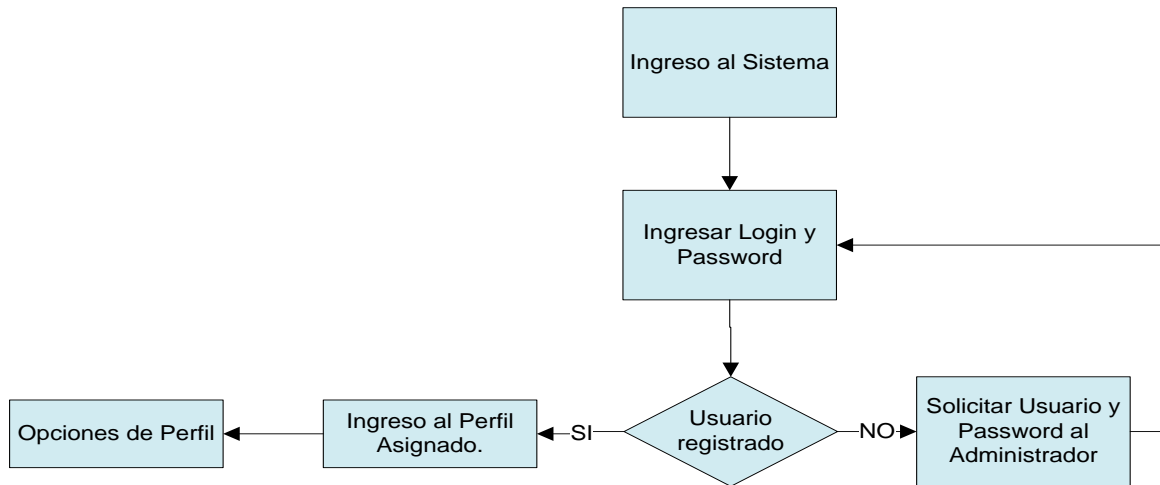 Ingreso al Sistema
Ingresar Login y
Password
Usuario
registrado
SI
NO
Ingreso al Perfil
Asignado.
Opciones de Perfil
Solicitar Usuario y
Password al
Administrador